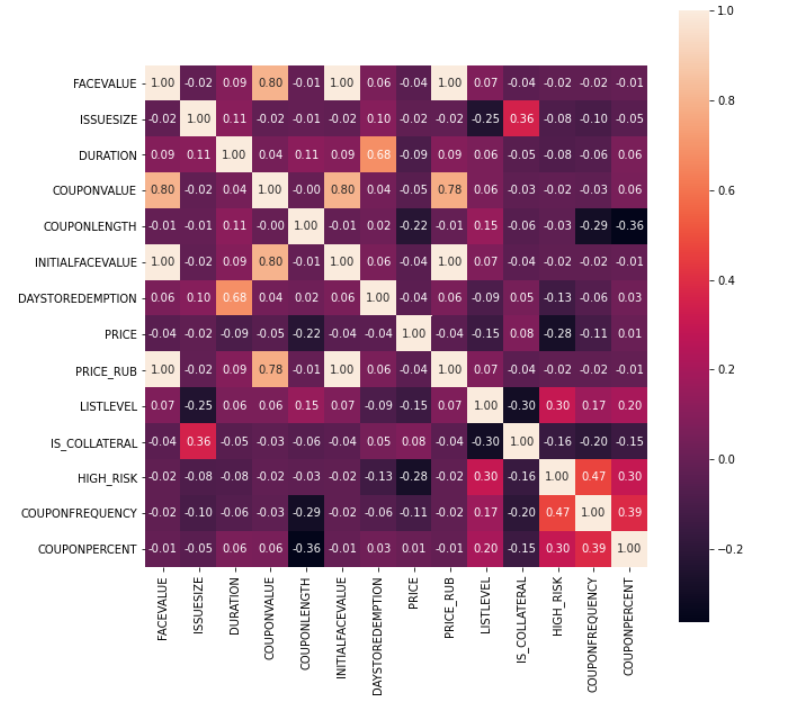 1.0
FACEVALUE 1.00 -0.02 0.09 0.80 -0.01 1.00 0.06 -0.04 1.00 0.07 -0.04 -0.02 -0.02 -0.01
0.8
ISSUESIZE -0.02 1.00 0.11 -0.02 -0.01 -0.02 0.10 -0.02 -0.02 -0.25 0.36 -0.08 -0.10 -0.05
DURATION 0.09 0.11 1.00 0.04 0.11 0.09 0.68 -0.09 0.09 0.06 -0.05 -0.08 -0.06 0.06
COUPONVALUE 0.80 -0.02 0.04 1.00 -0.00 0.80 0.04 -0.05 0.78 0.06 -0.03 -0.02 -0.03 0.06
0.6
COUPONLENGTH -0.01 -0.01 0.11 -0.00 1.00 -0.01 0.02 -0.22 -0.01 0.15 -0.06 -0.03 -0.29 -0.36
INITIALFACEVALUE 1.00 -0.02 0.09 0.80 -0.01 1.00 0.06 -0.04 1.00 0.07 -0.04 -0.02 -0.02 -0.01
0.4
DAYSTOREDEMPTION 0.06 0.10 0.68 0.04 0.02 0.06 1.00 -0.04 0.06 -0.09 0.05 -0.13 -0.06 0.03
PRICE -0.04 -0.02 -0.09 -0.05 -0.22 -0.04 -0.04 1.00 -0.04 -0.15 0.08 -0.28 -0.11 0.01
PRICE_RUB 1.00 -0.02 0.09 0.78 -0.01 1.00 0.06 -0.04 1.00 0.07 -0.04 -0.02 -0.02 -0.01
0.2
LISTLEVEL 0.07 -0.25 0.06 0.06 0.15 0.07 -0.09 -0.15 0.07 1.00 -0.30 0.30 0.17 0.20
IS_COLLATERAL -0.04 0.36 -0.05 -0.03 -0.06 -0.04 0.05 0.08 -0.04 -0.30 1.00 -0.16 -0.20 -0.15
0.0
HIGH_RISK -0.02 -0.08 -0.08 -0.02 -0.03 -0.02 -0.13 -0.28 -0.02 0.30 -0.16 1.00 0.47 0.30
COUPONFREQUENCY -0.02 -0.10 -0.06 -0.03 -0.29 -0.02 -0.06 -0.11 -0.02 0.17 -0.20 0.47 1.00 0.39
COUPONPERCENT -0.01 -0.05 0.06 0.06 -0.36 -0.01 0.03 0.01 -0.01 0.20 -0.15 0.30 0.39 1.00
−0.2
FACEVALUE
ISSUESIZE
DURATION
COUPONVALUE
COUPONLENGTH
INITIALFACEVALUE
DAYSTOREDEMPTION
PRICE
PRICE_RUB
LISTLEVEL
IS_COLLATERAL
HIGH_RISK
COUPONFREQUENCY
COUPONPERCENT